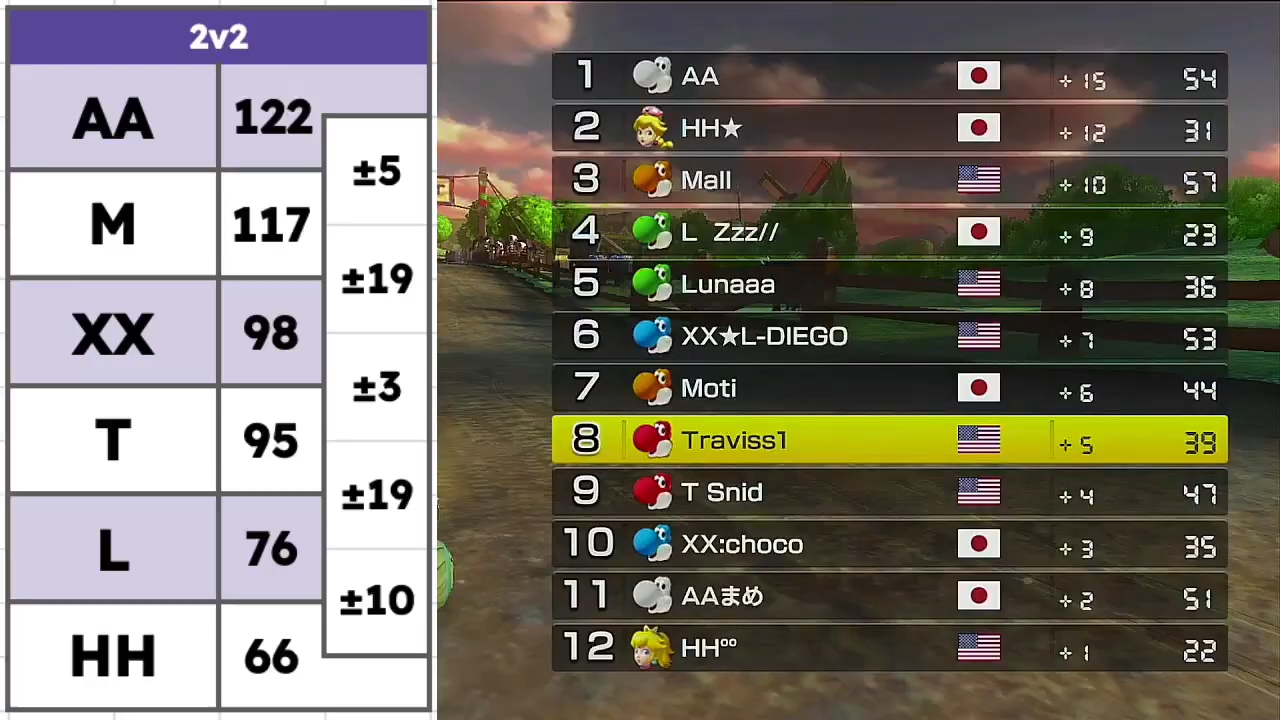 2v2
AA 122
±5
M 117
±19
XX 98
±3
T 95
±19
L 76
±10
HH 66
1 AA +15 54
2 HH★ +12 31
3 Mall +10 57
4 L Zzz// +9 23
5 Lunaaa +8 36
6 XX★L-DIEGO +7 53
7 Moti +6 44
8 Traviss1 +5 39
9 T Snid +4 47
10 XX:choco +3 35
11 AAまめ +2 51
12 HH°° +1 22